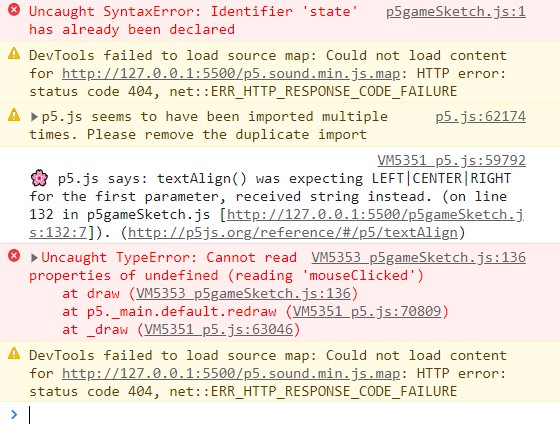 Uncaught SyntaxError: Identifier 'state' p5gameSketch.js:1
has already been declared
DevTools failed to load source map: Could not load content
for http://127.0.0.1:5500/p5.sound.min.js.map: HTTP error:
status code 404, net::ERR_HTTP_RESPONSE_CODE_FAILURE
p5.js seems to have been imported multiple p5.js:62174
times. Please remove the duplicate import
VM5351 p5.js:59792
p5.js says: textAlign() was expecting LEFT|CENTER|RIGHT
for the first parameter, received string instead. (on line
132 in p5gameSketch.js [http://127.0.0.1:5500/p5gameSketch.j
s:132:7]). (http://p5js.org/reference/#/p5/textAlign)
Uncaught TypeError: Cannot read VM5353 p5gameSketch.js:136
properties of undefined (reading 'mouseClicked')
at draw (VM5353 p5gameSketch.js:136)
at p5._main.default.redraw (VM5351 p5.js:70809)
at _draw (VM5351 p5.js:63046)
DevTools failed to load source map: Could not load content
for http://127.0.0.1:5500/p5.sound.min.js.map: HTTP error:
status code 404, net::ERR_HTTP_RESPONSE_CODE_FAILURE